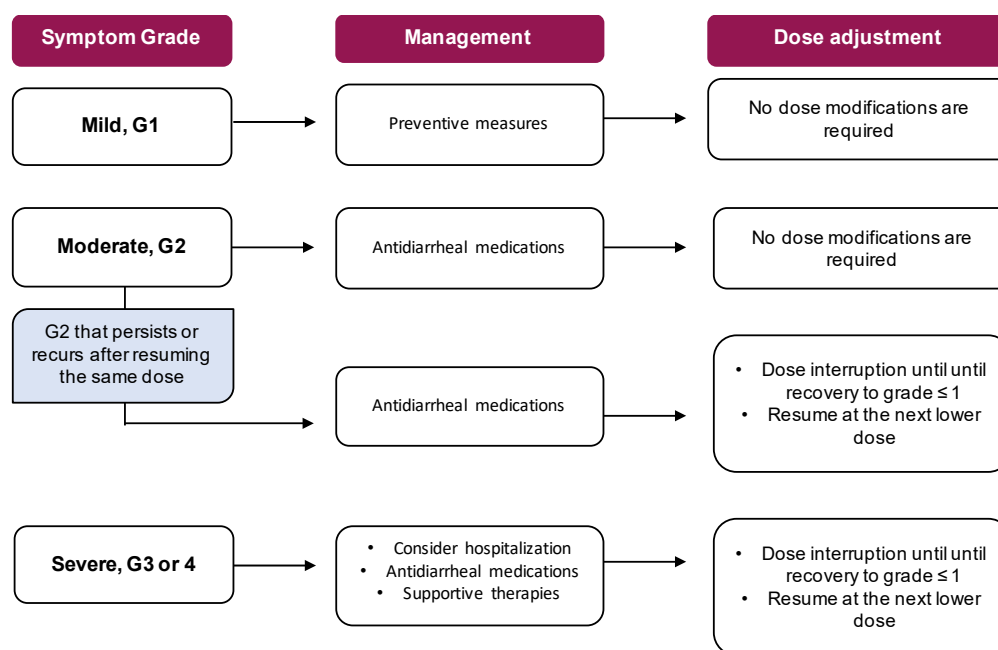 Symptom Grade
Management
Dose adjustment
Mild, G1
Preventive measures
No dose modifications are
required
Moderate, G2
Antidiarrheal medications
No dose modifications are
required
G2 that persists or
recurs after resuming
the same dose
Antidiarrheal medications
• Dose interruption until until
recovery to grade ≤ 1
• Resume at the next lower
dose
Severe, G3 or 4
• Consider hospitalization
• Antidiarrheal medications
• Supportive therapies
• Dose interruption until until
recovery to grade ≤ 1
• Resume at the next lower
dose